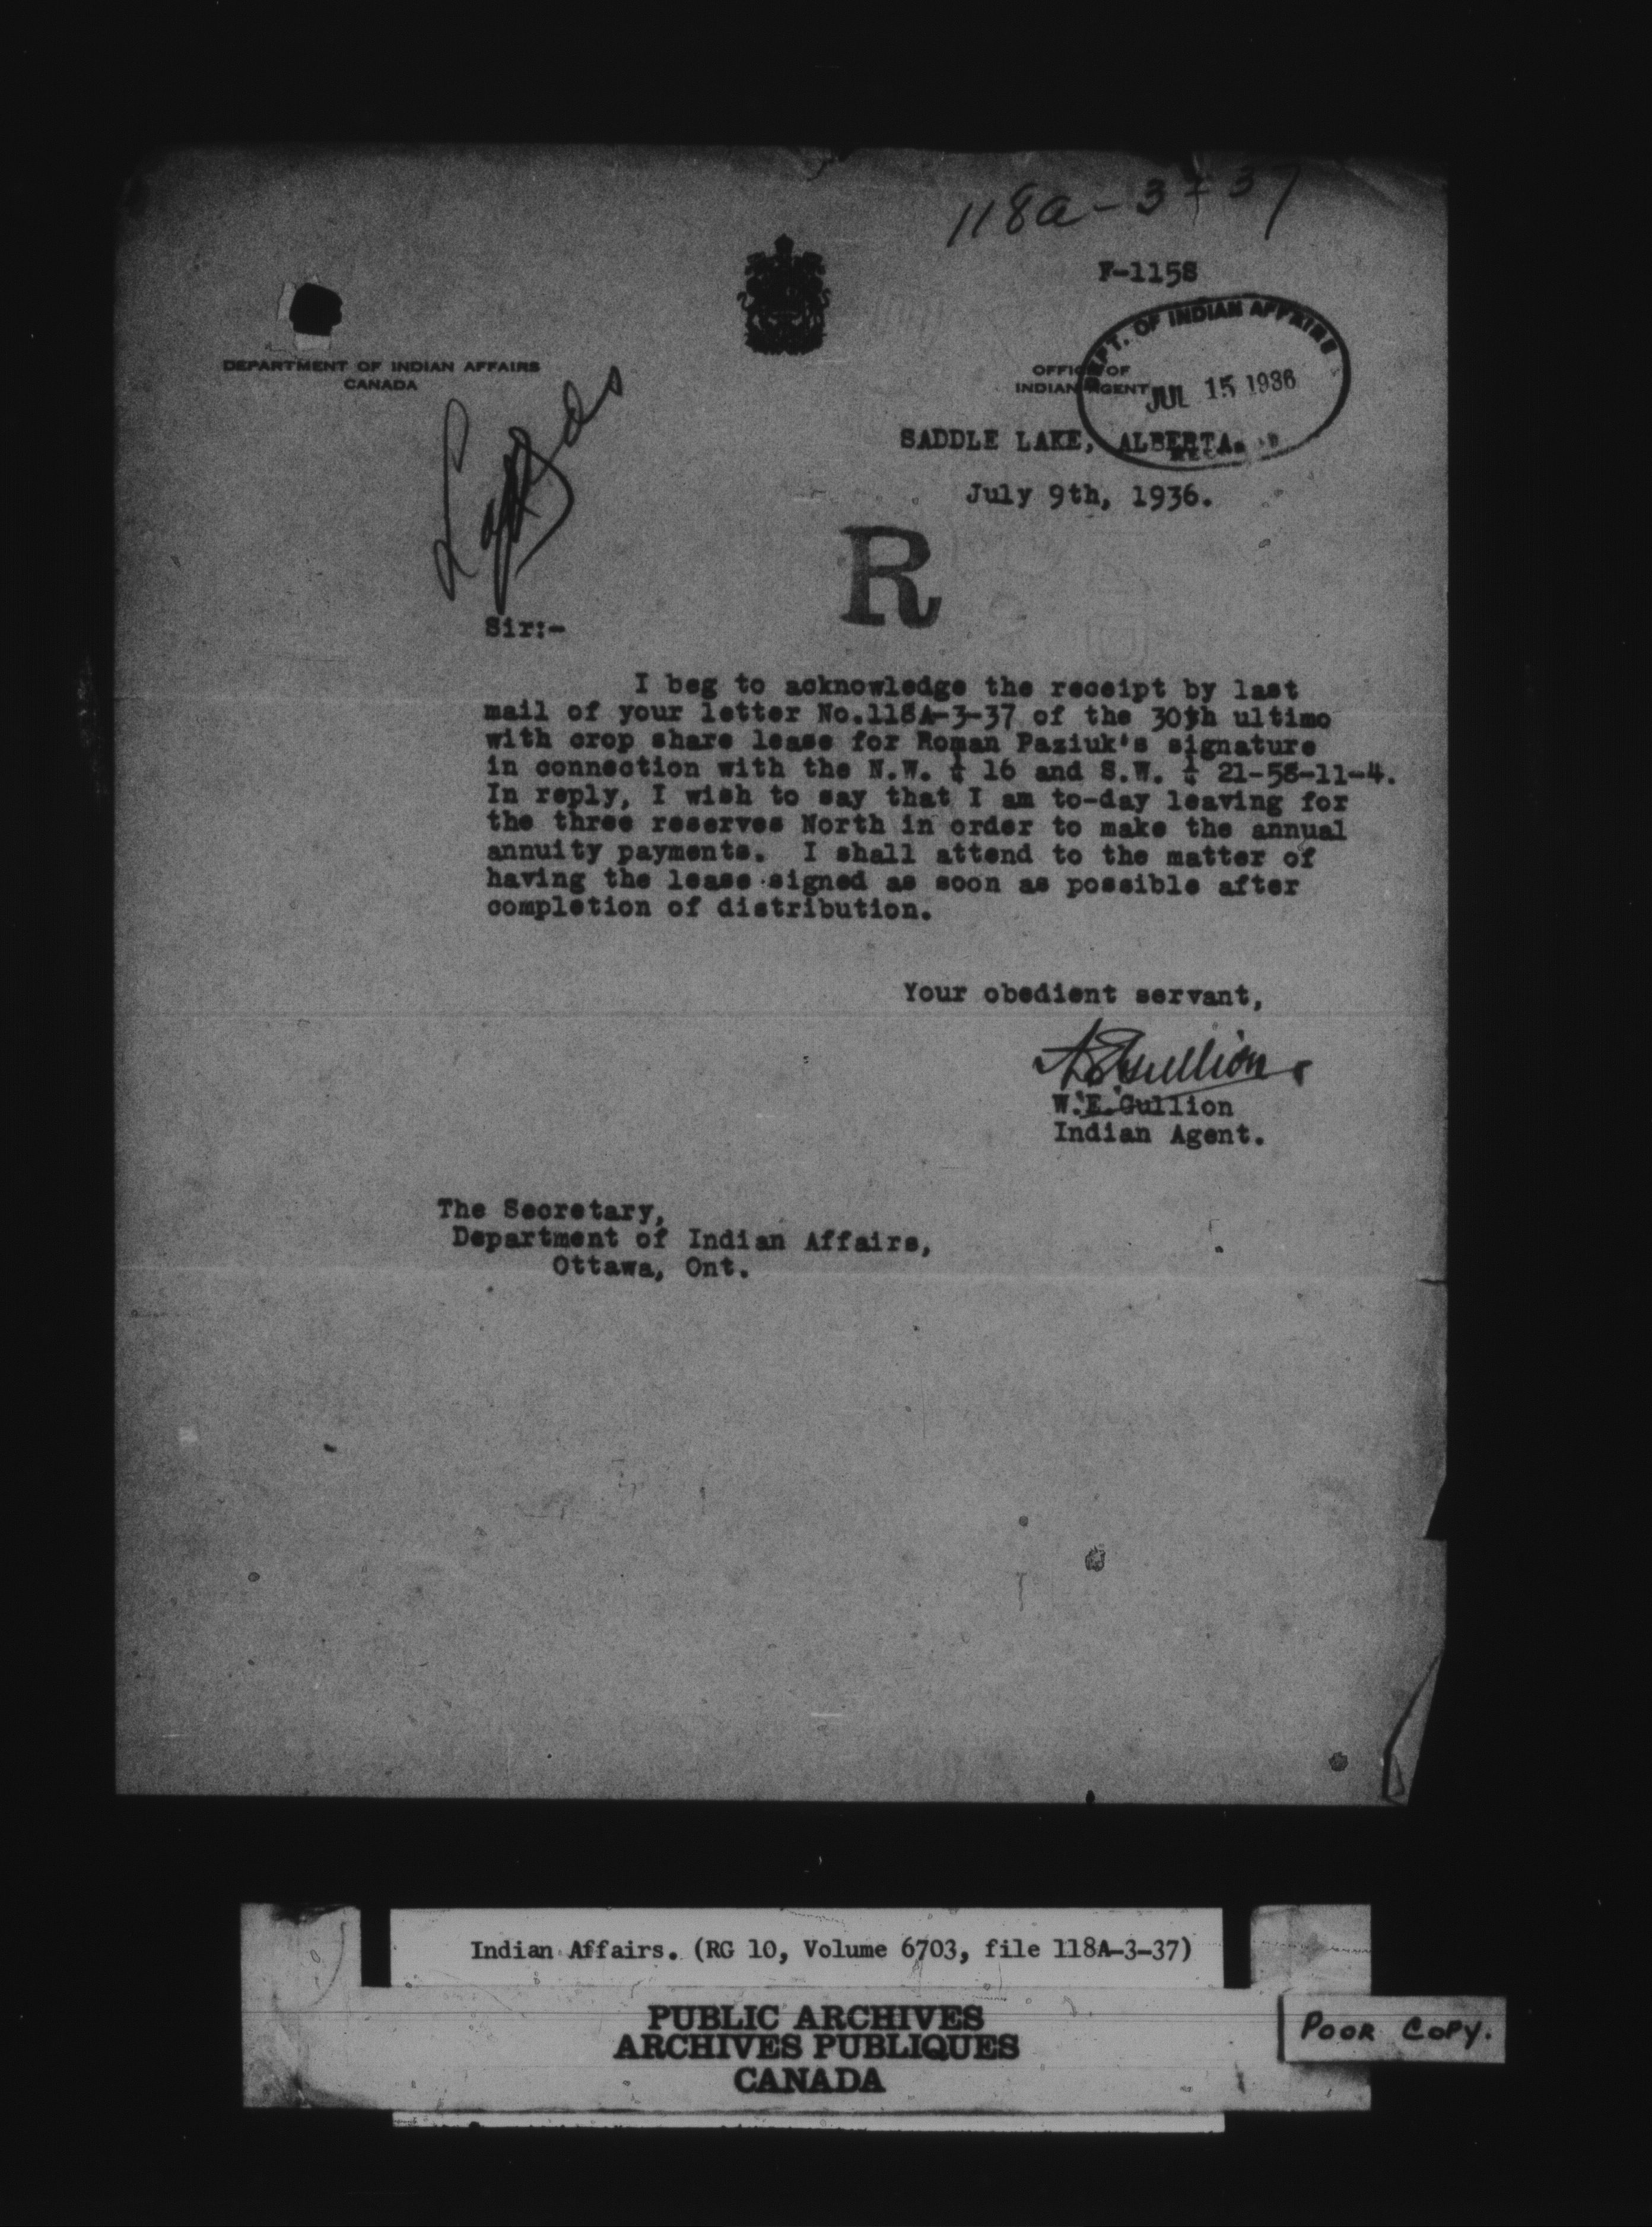 118a-3-37
F-1158
DEPARTMENT OF INDIAN AFFAIRS
CANADA
OFFICE OF
INDIAN AGENT
DEPT. OF INDIAN AFFAIRS
JUL 15 1936
SADDLE LAKE, ALBERTA.
July 9th, 1936.
R
Sir:-
I beg to acknowledge the receipt by last
mail of your letter No.118A-3-37 of the 30th ultimo
with crop share lease for Roman Paziuk's signature
in connection with the N.W. ¼ 16 and S.W. ¼ 21-58-11-4.
In reply, I wish to say that I am to-day leaving for
the three reserves North in order to make the annual
annuity payments. I shall attend to the matter of
having the lease signed as soon as possible after
completion of distribution.
Your obedient servant,
W.E.Gullion
Indian Agent.
The Secretary,
Department of Indian Affairs,
Ottawa, Ont.
Indian Affairs. (RG 10, Volume 6703, file 118A-3-37)
PUBLIC ARCHIVES
ARCHIVES PUBLIQUES
CANADA
POOR COPY.